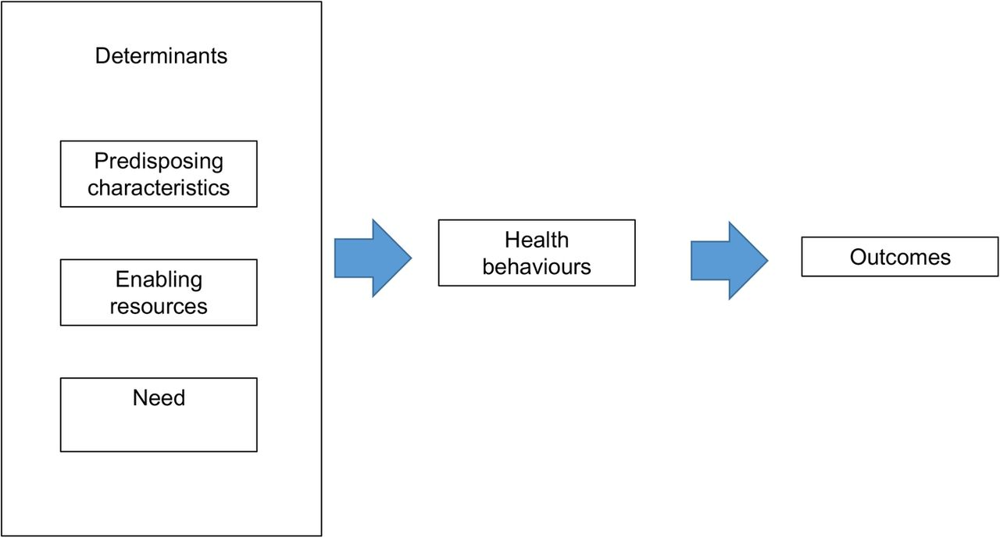 Determinants
Predisposing
characteristics
Enabling
resources
Need
Health
behaviours
Outcomes